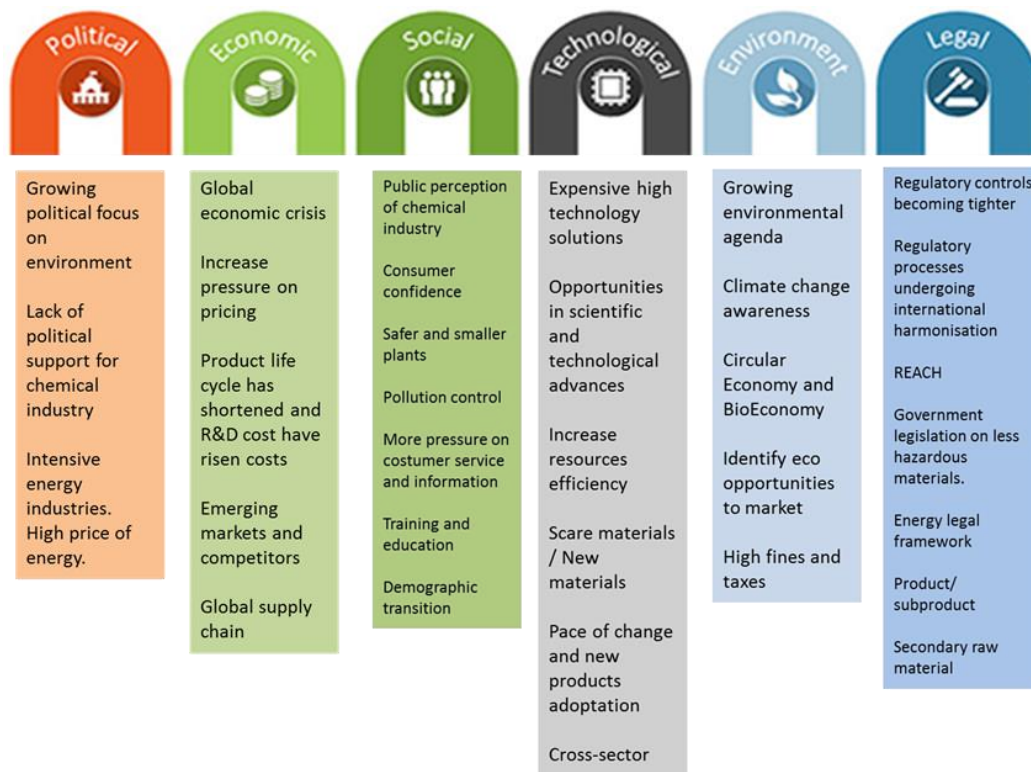 Political
Economic
Social
Technological
Environment
Legal
Growing
political focus
on
environment
Lack of
political
support for
chemical
industry
Intensive
energy
industries.
High price of
energy.
Global
economic crisis
Increase
pressure on
pricing
Product life
cycle has
shortened and
R&D cost have
risen costs
Emerging
markets and
competitors
Global supply
chain
Public perception
of chemical
industry
Consumer
confidence
Safer and smaller
plants
Pollution control
More pressure on
costumer service
and information
Training and
education
Demographic
transition
Expensive high
technology
solutions
Opportunities
in scientific
and
technological
advances
Increase
resources
efficiency
Scare materials
/ New
materials
Pace of change
and new
products
adoptation
Cross-sector
Growing
environmental
agenda
Climate change
awareness
Circular
Economy and
BioEconomy
Identify eco
opportunities
to market
High fines and
taxes
Regulatory controls
becoming tighter
Regulatory
processes
undergoing
international
harmonisation
REACH
Government
legislation on less
hazardous
materials.
Energy legal
framework
Product/
subproduct
Secondary raw
material